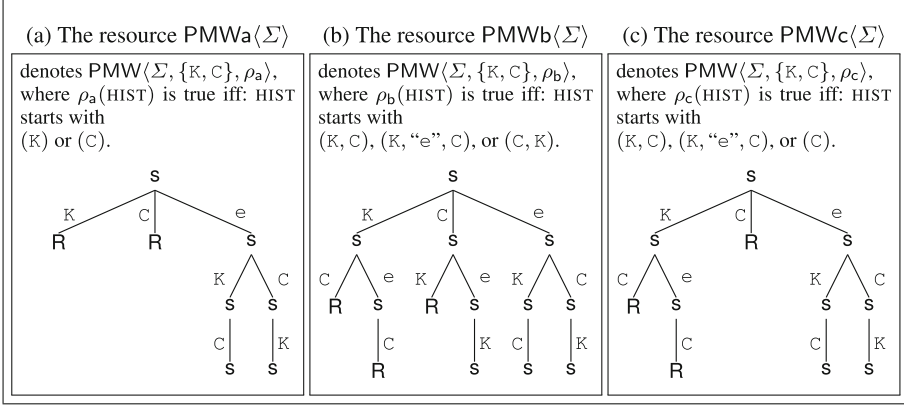 (a) The resource PMWa⟨Σ⟩
denotes PMW⟨Σ, {K, C}, ρa⟩,
where ρa(HIST) is true iff: HIST
starts with
(K) or (C).
s
K C e
R R s
K C
s s
C K
s s
(b) The resource PMWb⟨Σ⟩
denotes PMW⟨Σ, {K, C}, ρb⟩,
where ρb(HIST) is true iff: HIST
starts with
(K, C), (K, “e”, C), or (C, K).
s
K C e
s s s
C e K e K C
R s R s s s
C K C K
R s s s
(c) The resource PMWc⟨Σ⟩
denotes PMW⟨Σ, {K, C}, ρc⟩,
where ρc(HIST) is true iff: HIST
starts with
(K, C), (K, “e”, C), or (C).
s
K C e
s R s
C e K C
R s s s
C C K
R s s